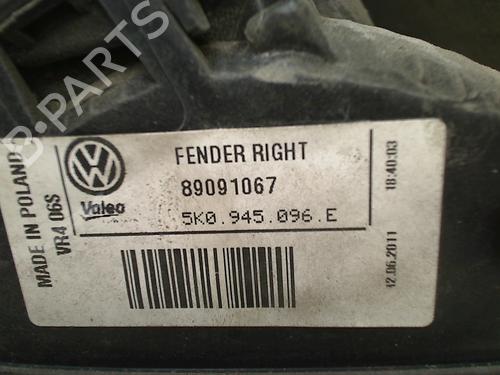 B-PARTS
MADE IN POLAND
VR4 06S
VW
Valeo
FENDER RIGHT
89091067
5K0.945.096.E
18:40:03
12.06.2011